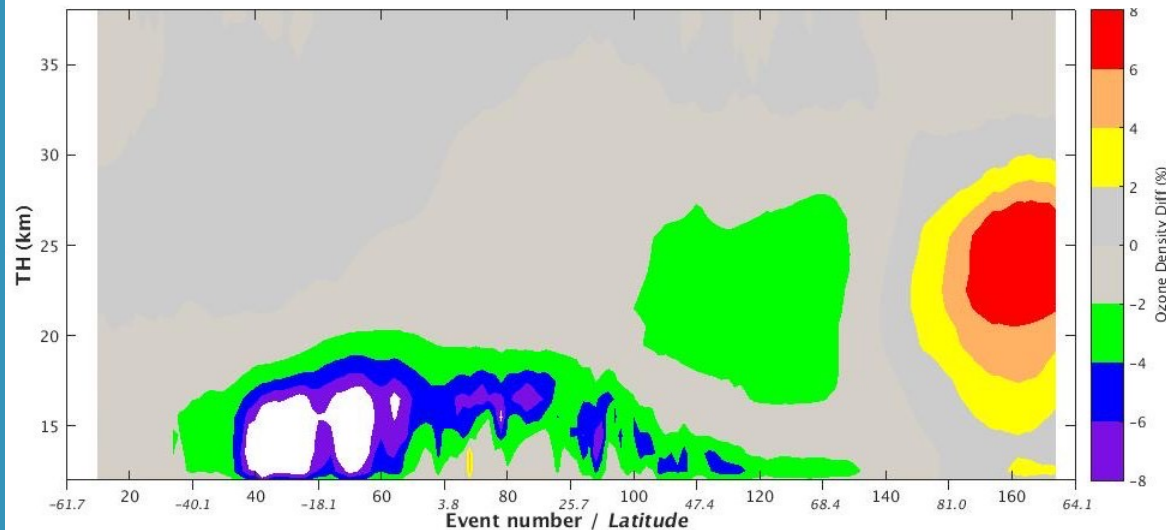 35
30
25
20
15
TH (km)
20 40 60 80 100 120 140 160
-61.7 -40.1 -18.1 3.8 25.7 47.4 68.4 81.0 64.1
Event number / Latitude
8
6
4
2
0
-2
-4
-6
-8
Ozone Density Diff (%)